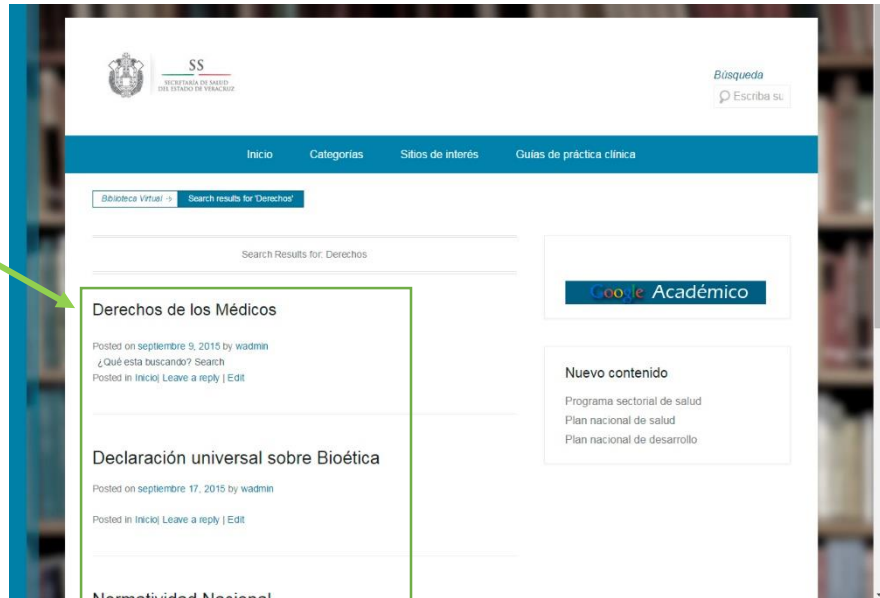 SS
SECRETARÍA DE SALUD
DEL ESTADO DE VERACRUZ
Búsqueda
Escriba su
Inicio Categorías Sitios de interés Guías de práctica clínica
Biblioteca Virtual → Search results for 'Derechos'
Search Results for: Derechos
Derechos de los Médicos
Posted on septiembre 9, 2015 by wadmin
¿Qué esta buscando? Search
Posted in Inicio| Leave a reply | Edit
Declaración universal sobre Bioética
Posted on septiembre 17, 2015 by wadmin
Posted in Inicio| Leave a reply | Edit
Normatividad Nacional
Google Académico
Nuevo contenido
Programa sectorial de salud
Plan nacional de salud
Plan nacional de desarrollo